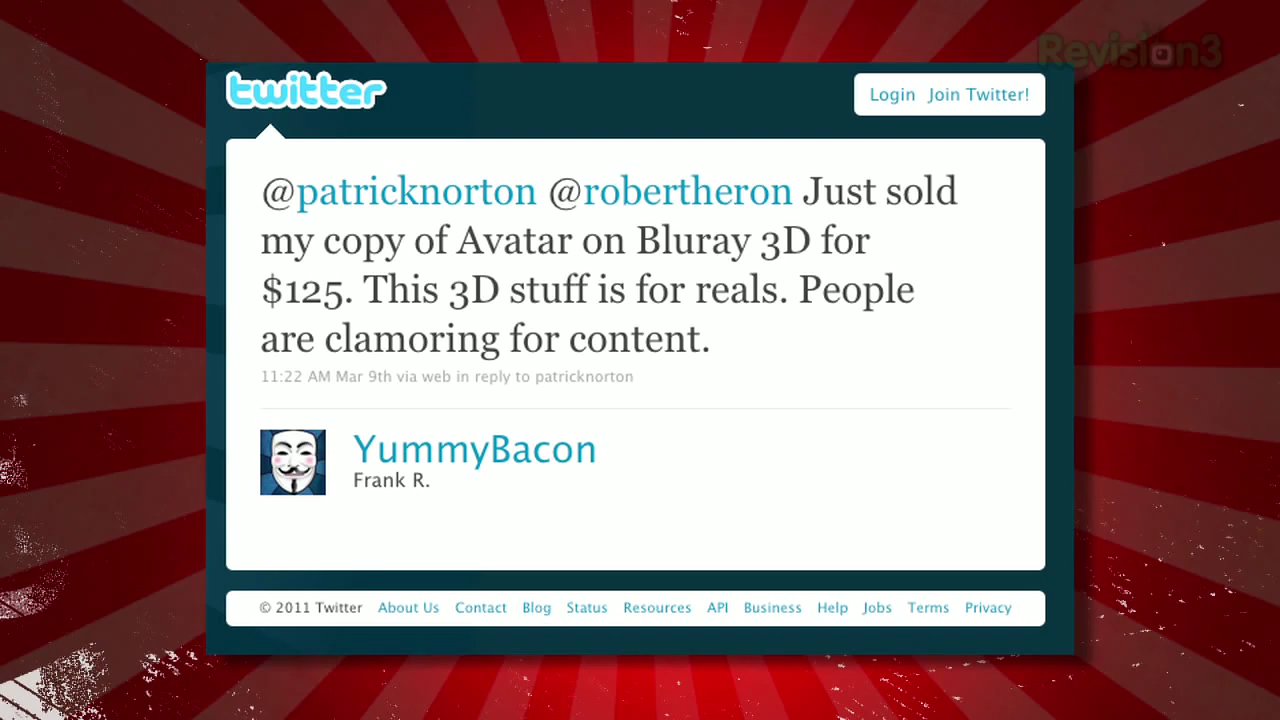 Revision3
twitter
Login Join Twitter!
@patricknorton @robertheron Just sold
my copy of Avatar on Bluray 3D for
$125. This 3D stuff is for reals. People
are clamoring for content.
11:22 AM Mar 9th via web in reply to patricknorton
YummyBacon
Frank R.
© 2011 Twitter About Us Contact Blog Status Resources API Business Help Jobs Terms Privacy